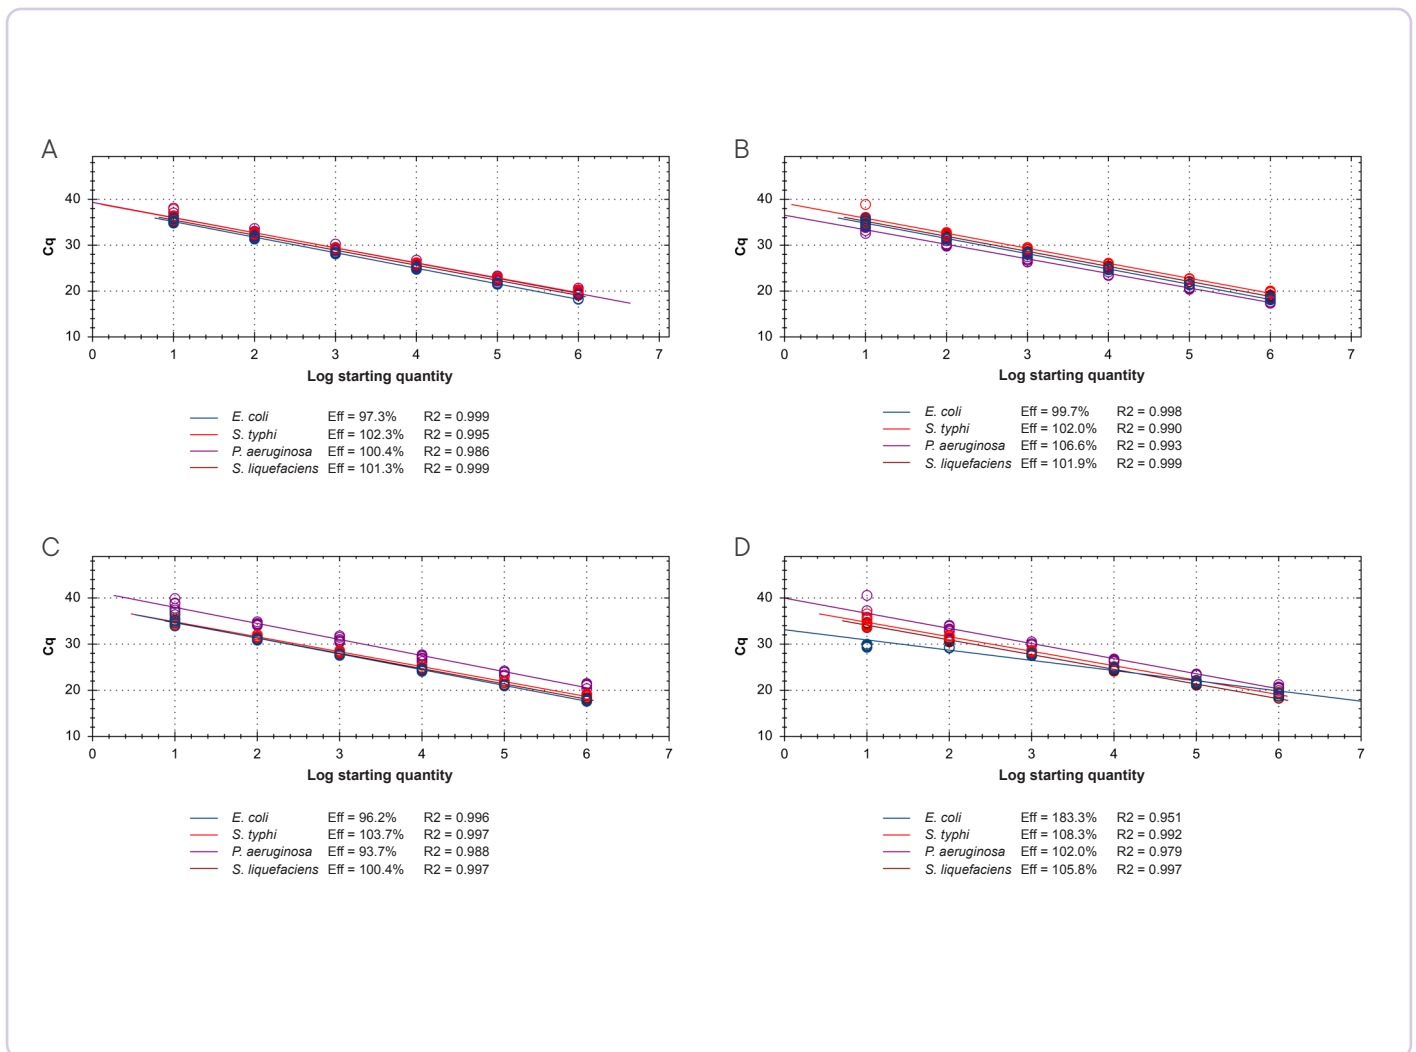 A
Cq
40
30
20
10
0 1 2 3 4 5 6 7
Log starting quantity
E. coli Eff = 97.3% R2 = 0.999
S. typhi Eff = 102.3% R2 = 0.995
P. aeruginosa Eff = 100.4% R2 = 0.986
S. liquefaciens Eff = 101.3% R2 = 0.999
B
Cq
40
30
20
10
0 1 2 3 4 5 6 7
Log starting quantity
E. coli Eff = 99.7% R2 = 0.998
S. typhi Eff = 102.0% R2 = 0.990
P. aeruginosa Eff = 106.6% R2 = 0.993
S. liquefaciens Eff = 101.9% R2 = 0.999
C
Cq
40
30
20
10
0 1 2 3 4 5 6 7
Log starting quantity
E. coli Eff = 96.2% R2 = 0.996
S. typhi Eff = 103.7% R2 = 0.997
P. aeruginosa Eff = 93.7% R2 = 0.988
S. liquefaciens Eff = 100.4% R2 = 0.997
D
Cq
40
30
20
10
0 1 2 3 4 5 6 7
Log starting quantity
E. coli Eff = 183.3% R2 = 0.951
S. typhi Eff = 108.3% R2 = 0.992
P. aeruginosa Eff = 102.0% R2 = 0.979
S. liquefaciens Eff = 105.8% R2 = 0.997